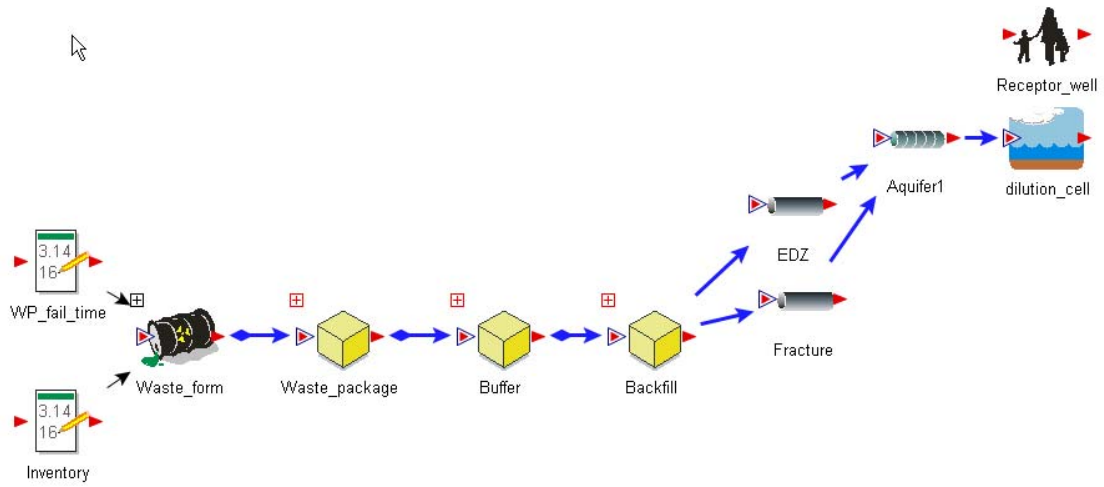 Receptor_well
Aquifer1
dilution_cell
EDZ
3.14
16
WP_fail_time
Fracture
Waste_form
Waste_package
Buffer
Backfill
3.14
16
Inventory